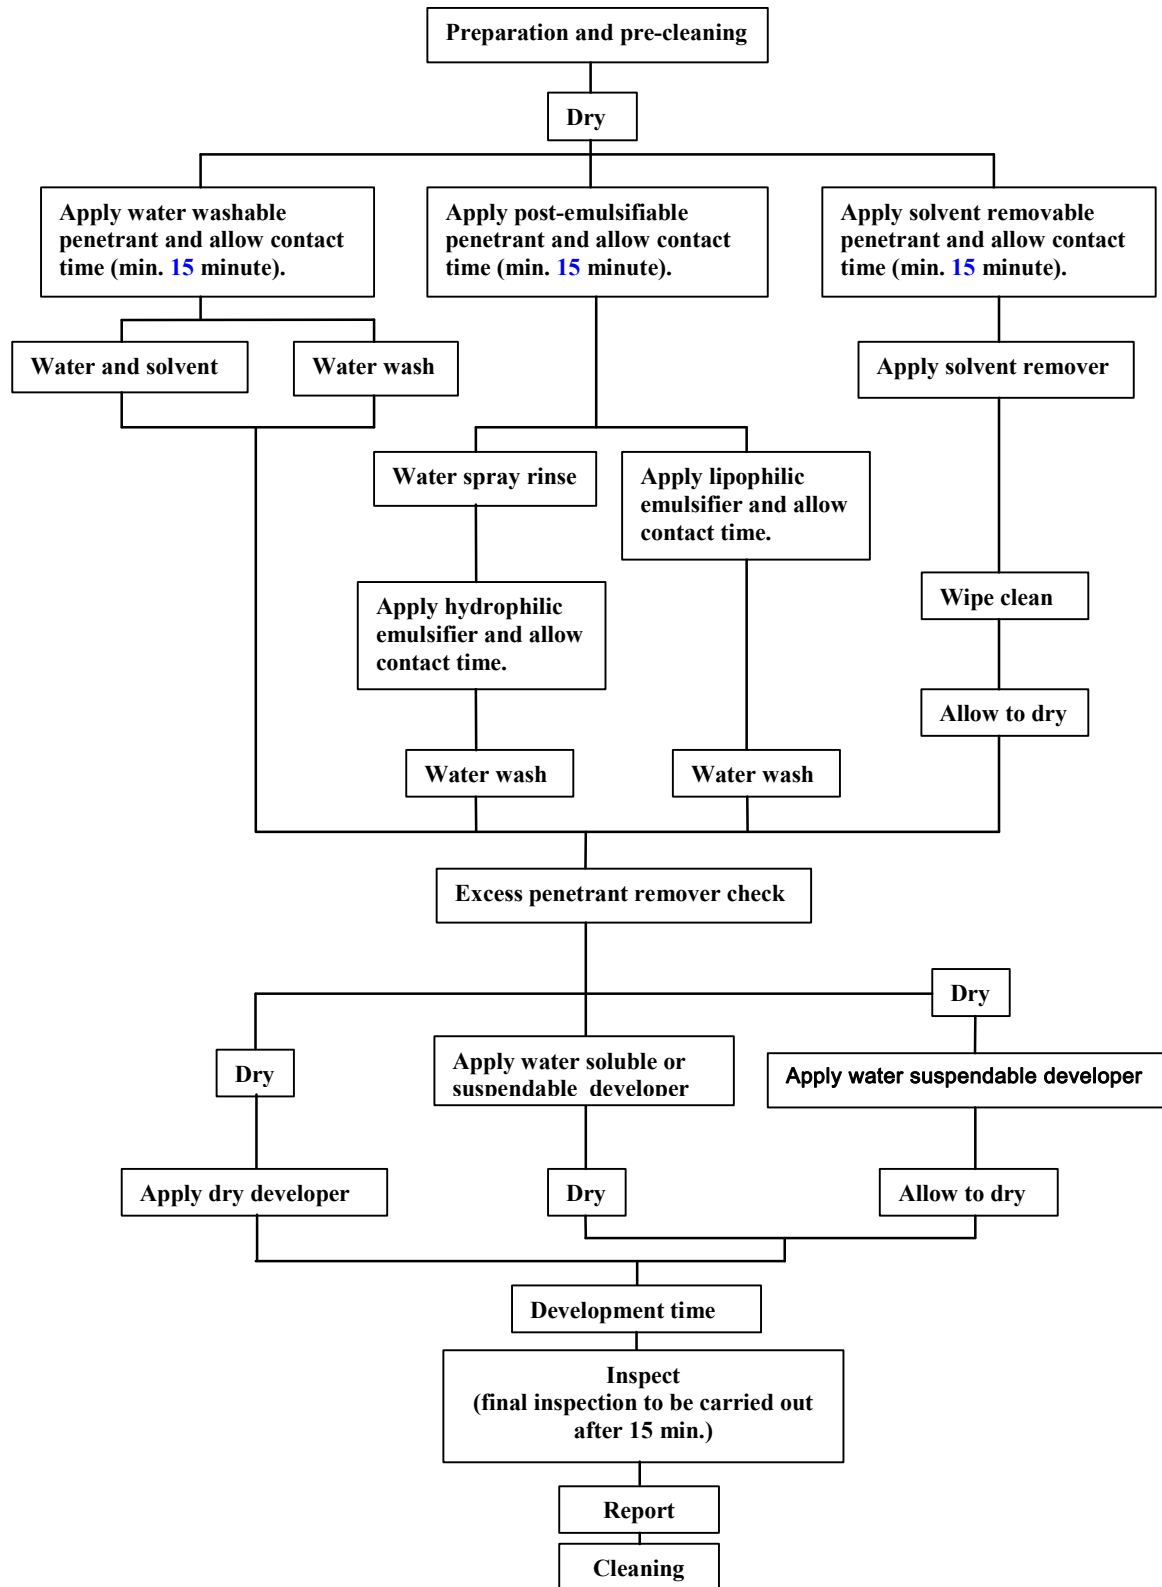 Preparation and pre-cleaning
Dry
Apply water washable
penetrant and allow contact
time (min. 15 minute).
Apply post-emulsifiable
penetrant and allow contact
time (min. 15 minute).
Apply solvent removable
penetrant and allow contact
time (min. 15 minute).
Water and solvent
Water wash
Apply solvent remover
Water spray rinse
Apply lipophilic
emulsifier and allow
contact time.
Apply hydrophilic
emulsifier and allow
contact time.
Wipe clean
Allow to dry
Water wash
Water wash
Excess penetrant remover check
Dry
Dry
Apply water soluble or
suspendable developer
Apply water suspendable developer
Apply dry developer
Dry
Allow to dry
Development time
Inspect
(final inspection to be carried out
after 15 min.)
Report
Cleaning